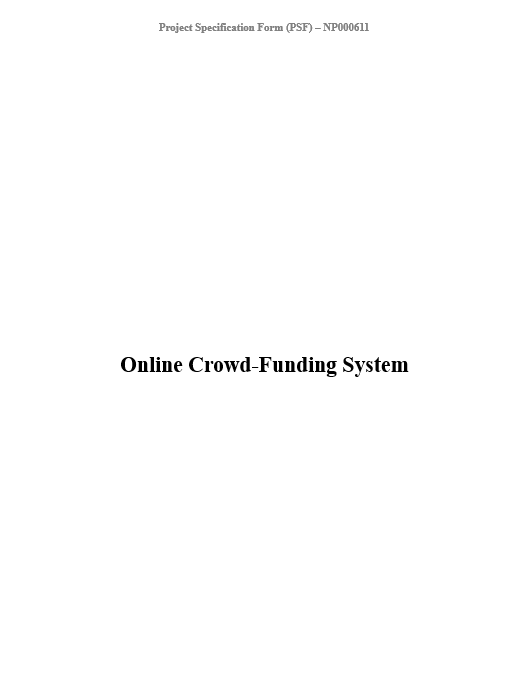 Project Specification Form (PSF) – NP000611
Online Crowd-Funding System